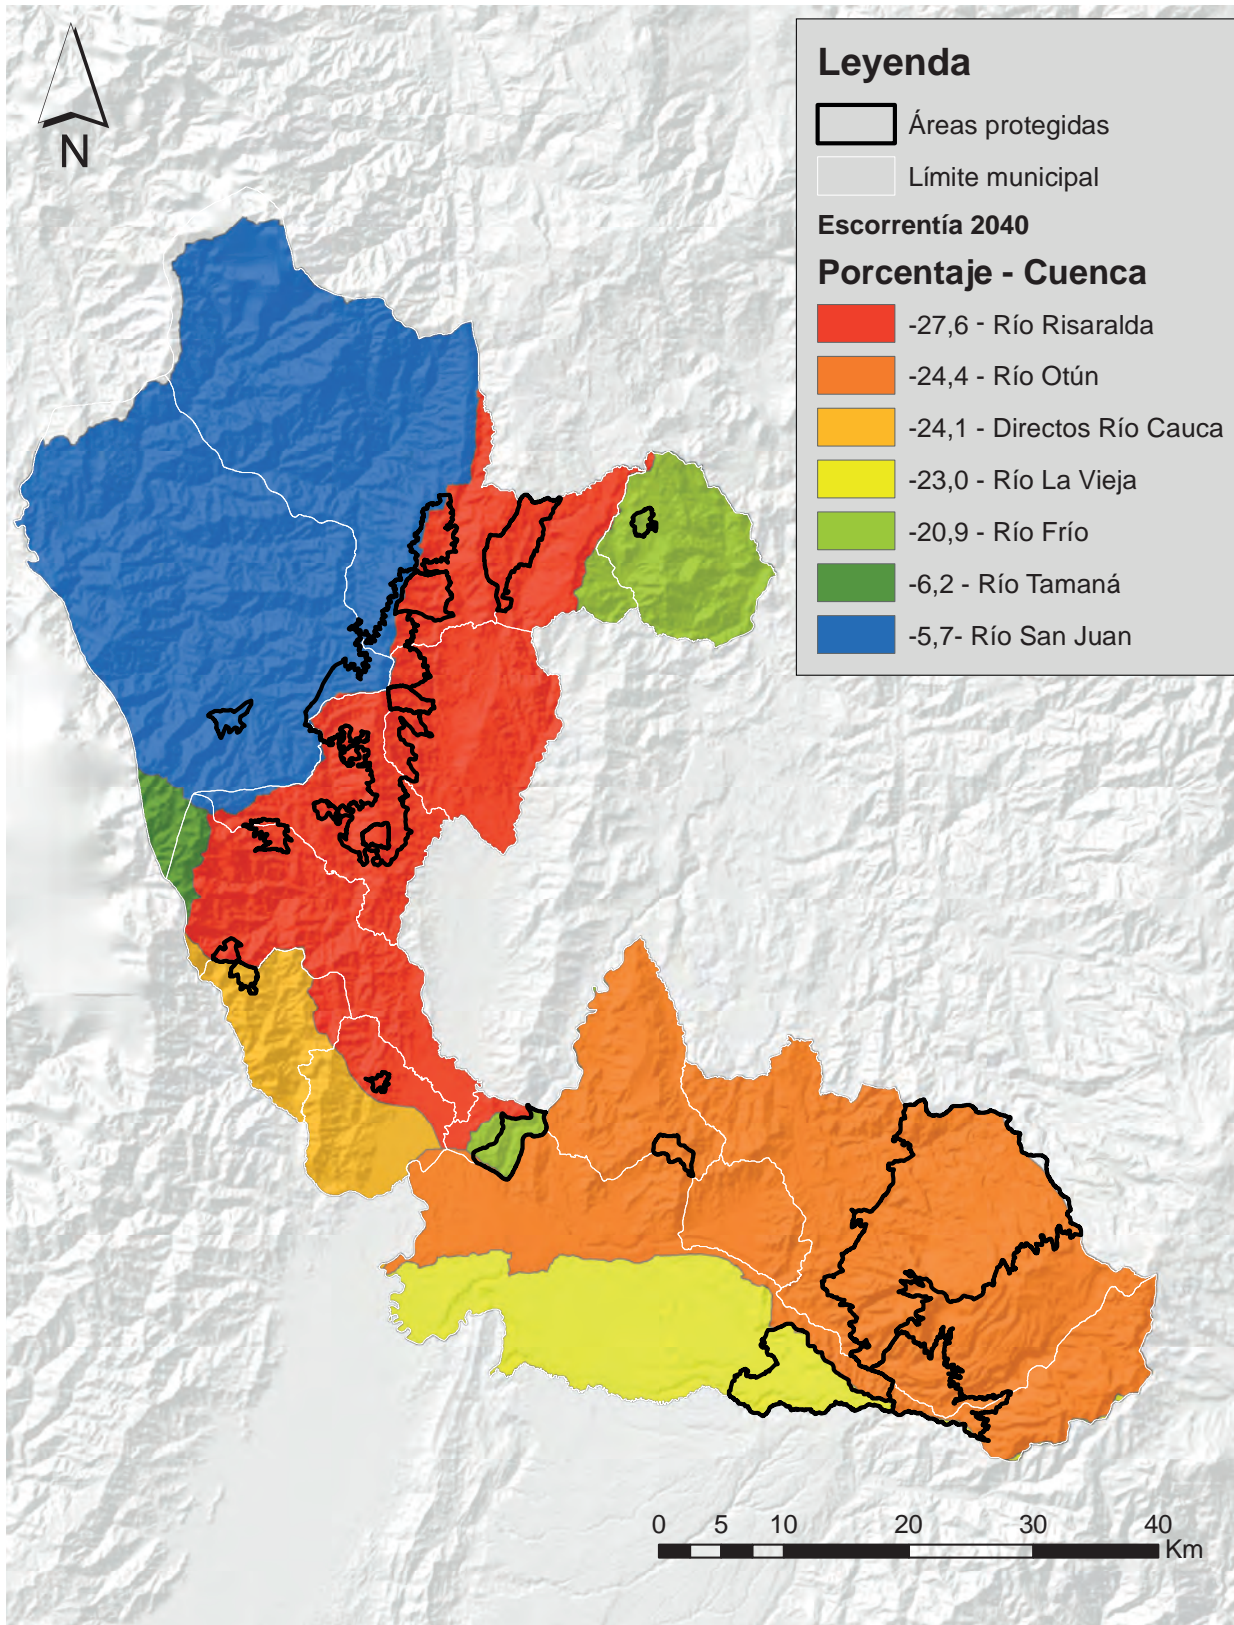 N
Leyenda
Áreas protegidas
Límite municipal
Escorrentía 2040
Porcentaje - Cuenca
-27,6 - Río Risaralda
-24,4 - Río Otún
-24,1 - Directos Río Cauca
-23,0 - Río La Vieja
-20,9 - Río Frío
-6,2 - Río Tamaná
-5,7- Río San Juan
0 5 10 20 30 40
Km